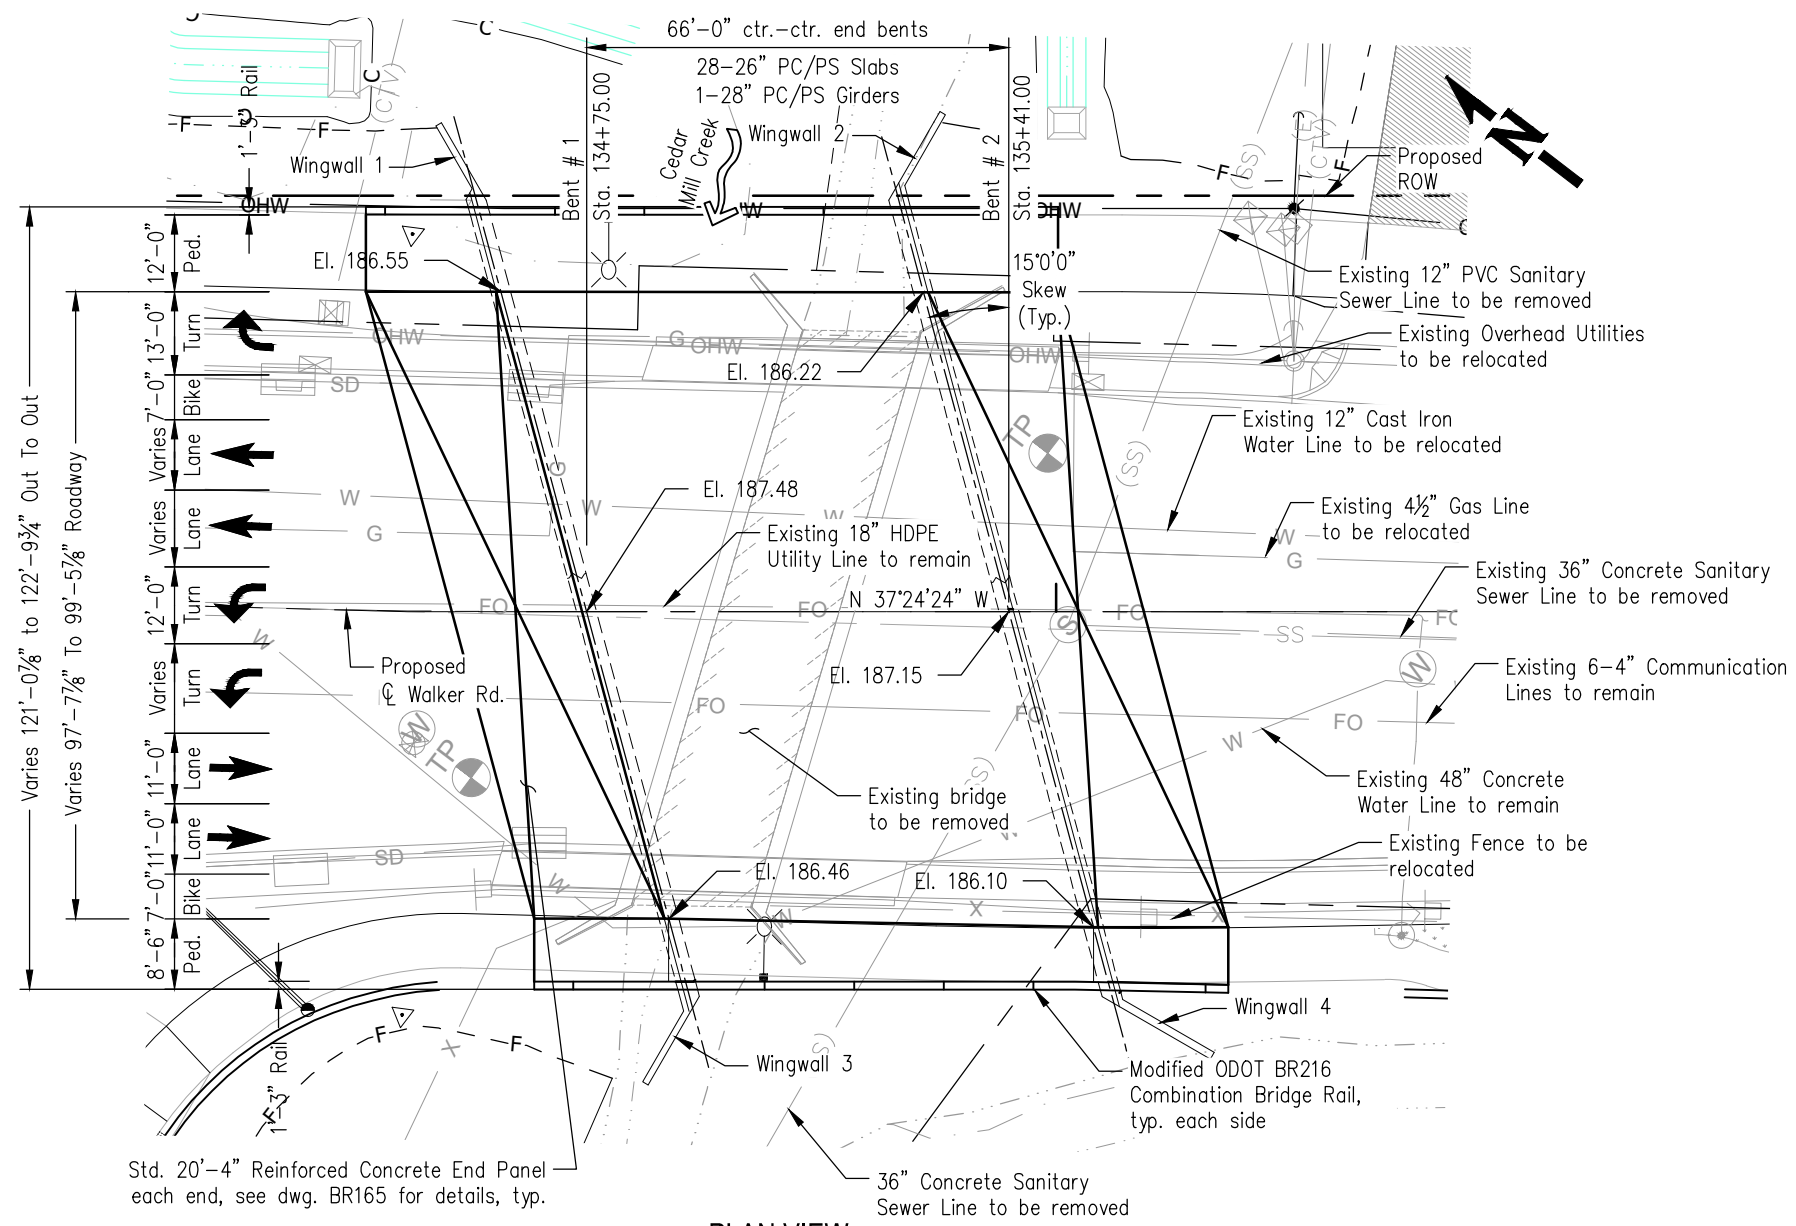 66'-0" ctr.-ctr. end bents
28-26" PC/PS Slabs
1-28" PC/PS Girders
Bent # 1
Sta. 134+75.00
Bent # 2
Sta. 135+41.00
Cedar
Mill Creek
Wingwall 1
Wingwall 2
1'-3" Rail
C
C
C
(C/V)
F
F
F
F
N
(SS)
(F)
(C/V)
Proposed
ROW
OHW
W
OHW
El. 186.55
15°0'0"
Skew
(Typ.)
Existing 12" PVC Sanitary
Sewer Line to be removed
Existing Overhead Utilities
to be relocated
OHW
G
OHW
OHW
El. 186.22
SD
TP
(SS)
Existing 12" Cast Iron
Water Line to be relocated
Existing 4½" Gas Line
to be relocated
G
W
W
W
W
G
G
El. 187.48
Existing 18" HDPE
Utility Line to remain
Existing 36" Concrete Sanitary
Sewer Line to be removed
N 37°24'24" W
FO
FO
FO
FO
S
SS
W
El. 187.15
Proposed
℄ Walker Rd.
W
Existing 6-4" Communication
Lines to remain
FO
FO
FO
W
W
TP
(SS)
Existing 48" Concrete
Water Line to remain
Existing bridge
to be removed
W
Existing Fence to be
relocated
SD
W
El. 186.46
El. 186.10
W
X
X
Varies 121'-0⅞" to 122'-9¾" Out To Out
Varies 97'-7⅞" To 99'-5⅞" Roadway
12'-0"
Ped.
13'-0"
Turn
7'-0"
Bike
Varies
Lane
Varies
Lane
12'-0"
Turn
Varies
Turn
11'-0"
Lane
11'-0"
Lane
7'-0"
Bike
8'-6"
Ped.
1'-3" Rail
F
F
F
X
Wingwall 3
Wingwall 4
Modified ODOT BR216
Combination Bridge Rail,
typ. each side
Std. 20'-4" Reinforced Concrete End Panel
each end, see dwg. BR165 for details, typ.
36" Concrete Sanitary
Sewer Line to be removed
PLAN VIEW